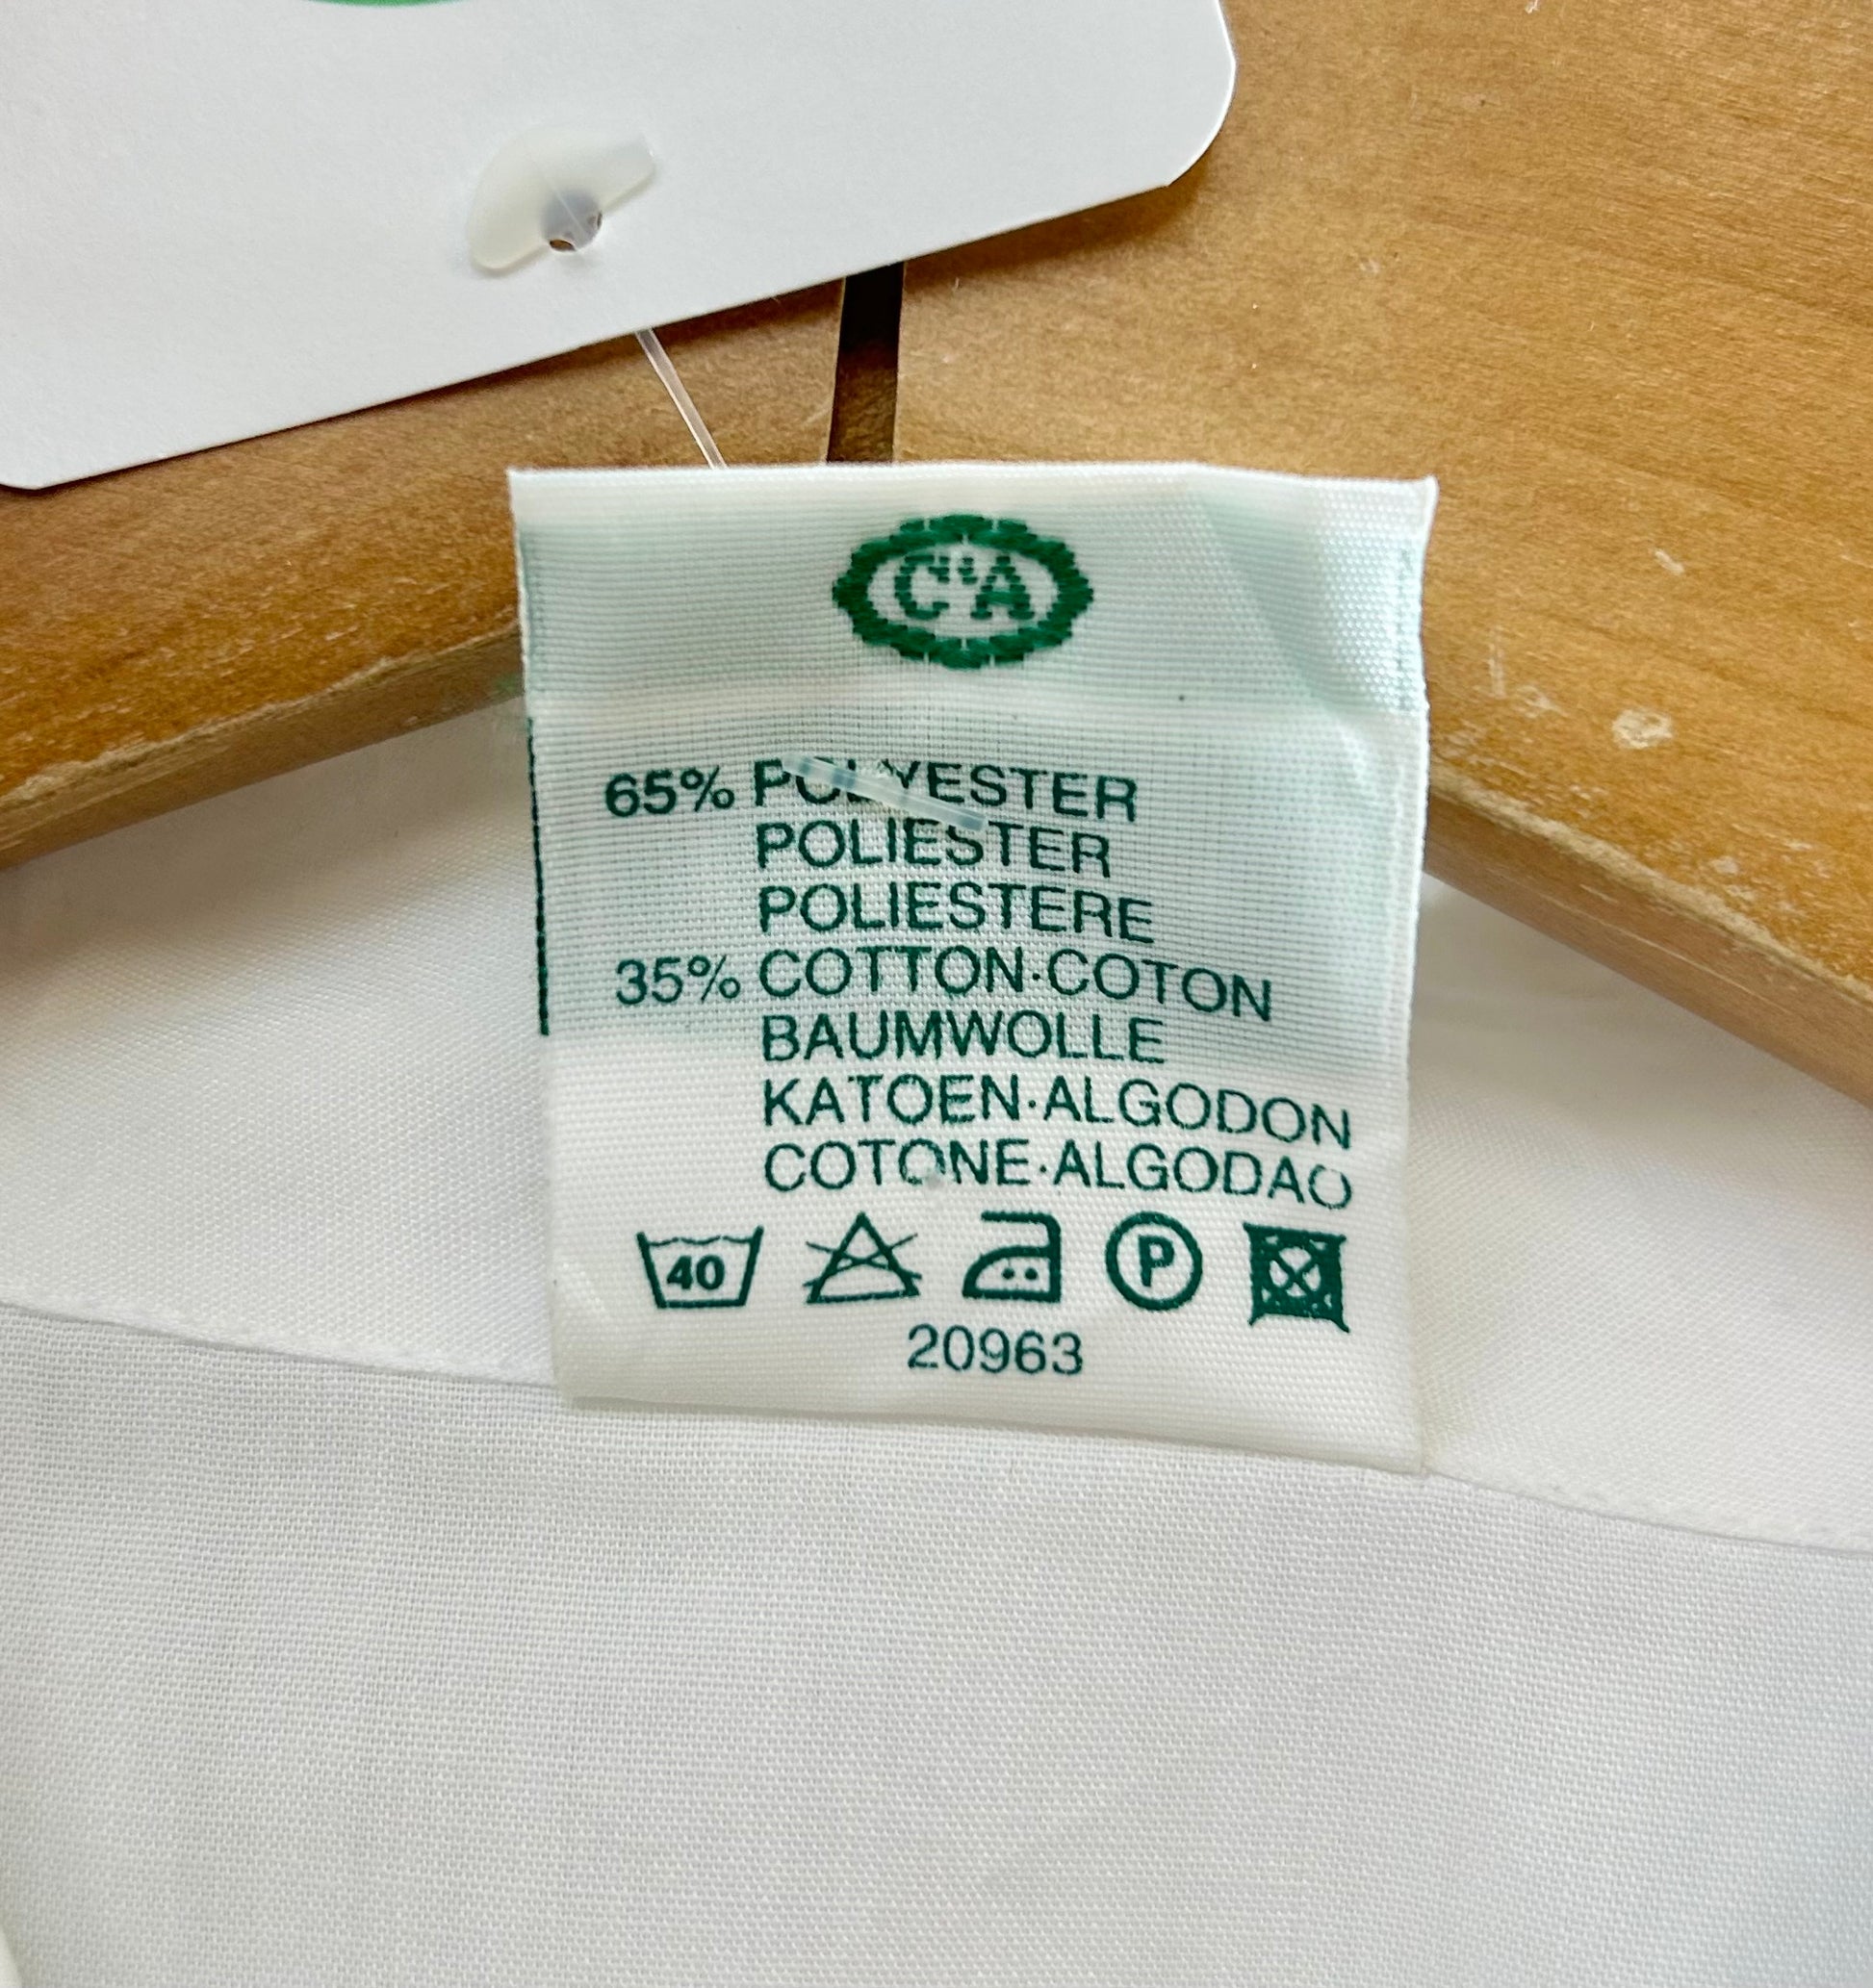 C&A
65% POLYESTER
POLIESTER
POLIESTERE
35% COTTON·COTON
BAUMWOLLE
KATOEN·ALGODON
COTONE·ALGODAO
40 P
20963